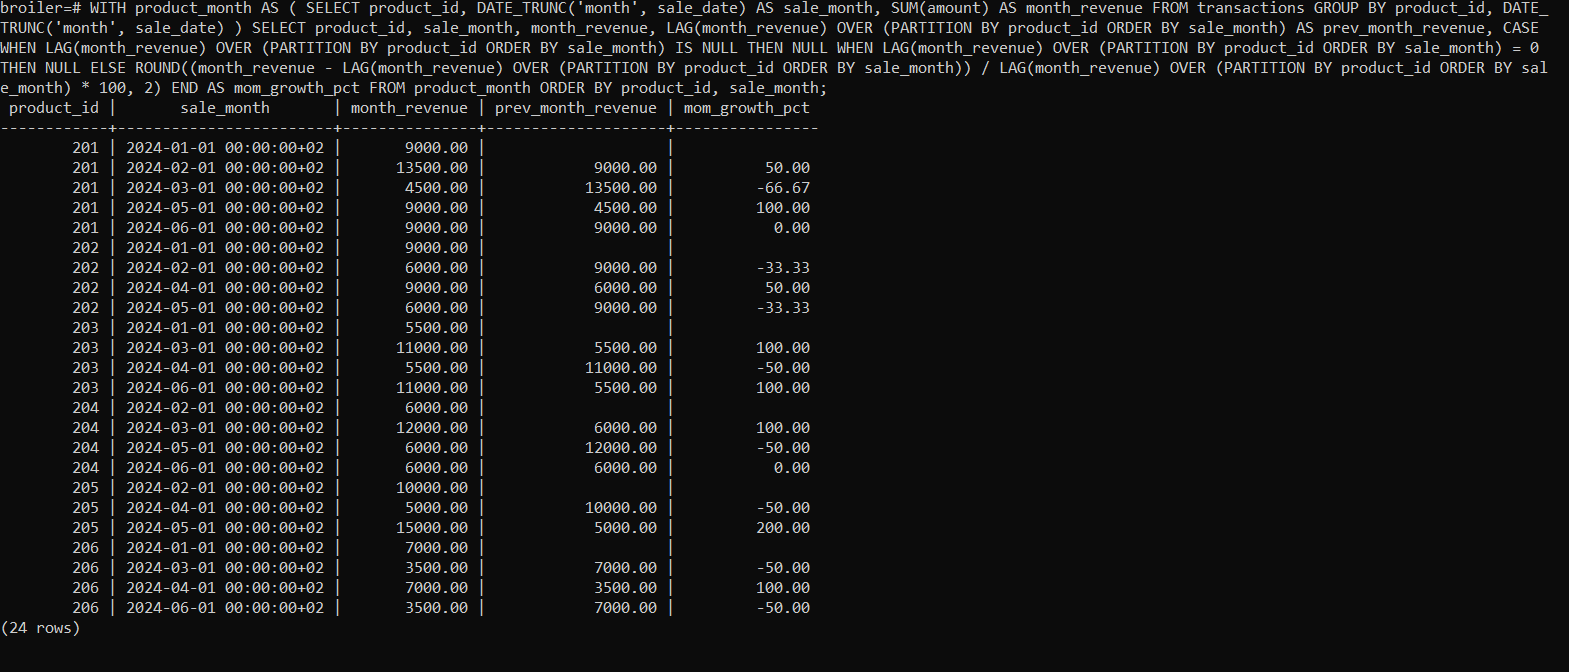 broiler=# WITH product_month AS ( SELECT product_id, DATE_TRUNC('month', sale_date) AS sale_month, SUM(amount) AS month_revenue FROM transactions GROUP BY product_id, DATE_
TRUNC('month', sale_date) ) SELECT product_id, sale_month, month_revenue, LAG(month_revenue) OVER (PARTITION BY product_id ORDER BY sale_month) AS prev_month_revenue, CASE
WHEN LAG(month_revenue) OVER (PARTITION BY product_id ORDER BY sale_month) IS NULL THEN NULL WHEN LAG(month_revenue) OVER (PARTITION BY product_id ORDER BY sale_month) = 0
THEN NULL ELSE ROUND((month_revenue - LAG(month_revenue) OVER (PARTITION BY product_id ORDER BY sale_month)) / LAG(month_revenue) OVER (PARTITION BY product_id ORDER BY sal
e_month) * 100, 2) END AS mom_growth_pct FROM product_month ORDER BY product_id, sale_month;
 product_id |       sale_month       | month_revenue | prev_month_revenue | mom_growth_pct
------------+------------------------+---------------+--------------------+----------------
        201 | 2024-01-01 00:00:00+02 |       9000.00 |                    |
        201 | 2024-02-01 00:00:00+02 |      13500.00 |            9000.00 |          50.00
        201 | 2024-03-01 00:00:00+02 |       4500.00 |           13500.00 |         -66.67
        201 | 2024-05-01 00:00:00+02 |       9000.00 |            4500.00 |         100.00
        201 | 2024-06-01 00:00:00+02 |       9000.00 |            9000.00 |           0.00
        202 | 2024-01-01 00:00:00+02 |       9000.00 |                    |
        202 | 2024-02-01 00:00:00+02 |       6000.00 |            9000.00 |         -33.33
        202 | 2024-04-01 00:00:00+02 |       9000.00 |            6000.00 |          50.00
        202 | 2024-05-01 00:00:00+02 |       6000.00 |            9000.00 |         -33.33
        203 | 2024-01-01 00:00:00+02 |       5500.00 |                    |
        203 | 2024-03-01 00:00:00+02 |      11000.00 |            5500.00 |         100.00
        203 | 2024-04-01 00:00:00+02 |       5500.00 |           11000.00 |         -50.00
        203 | 2024-06-01 00:00:00+02 |      11000.00 |            5500.00 |         100.00
        204 | 2024-02-01 00:00:00+02 |       6000.00 |                    |
        204 | 2024-03-01 00:00:00+02 |      12000.00 |            6000.00 |         100.00
        204 | 2024-05-01 00:00:00+02 |       6000.00 |           12000.00 |         -50.00
        204 | 2024-06-01 00:00:00+02 |       6000.00 |            6000.00 |           0.00
        205 | 2024-02-01 00:00:00+02 |      10000.00 |                    |
        205 | 2024-04-01 00:00:00+02 |       5000.00 |           10000.00 |         -50.00
        205 | 2024-05-01 00:00:00+02 |      15000.00 |            5000.00 |         200.00
        206 | 2024-01-01 00:00:00+02 |       7000.00 |                    |
        206 | 2024-03-01 00:00:00+02 |       3500.00 |            7000.00 |         -50.00
        206 | 2024-04-01 00:00:00+02 |       7000.00 |            3500.00 |         100.00
        206 | 2024-06-01 00:00:00+02 |       3500.00 |            7000.00 |         -50.00
(24 rows)